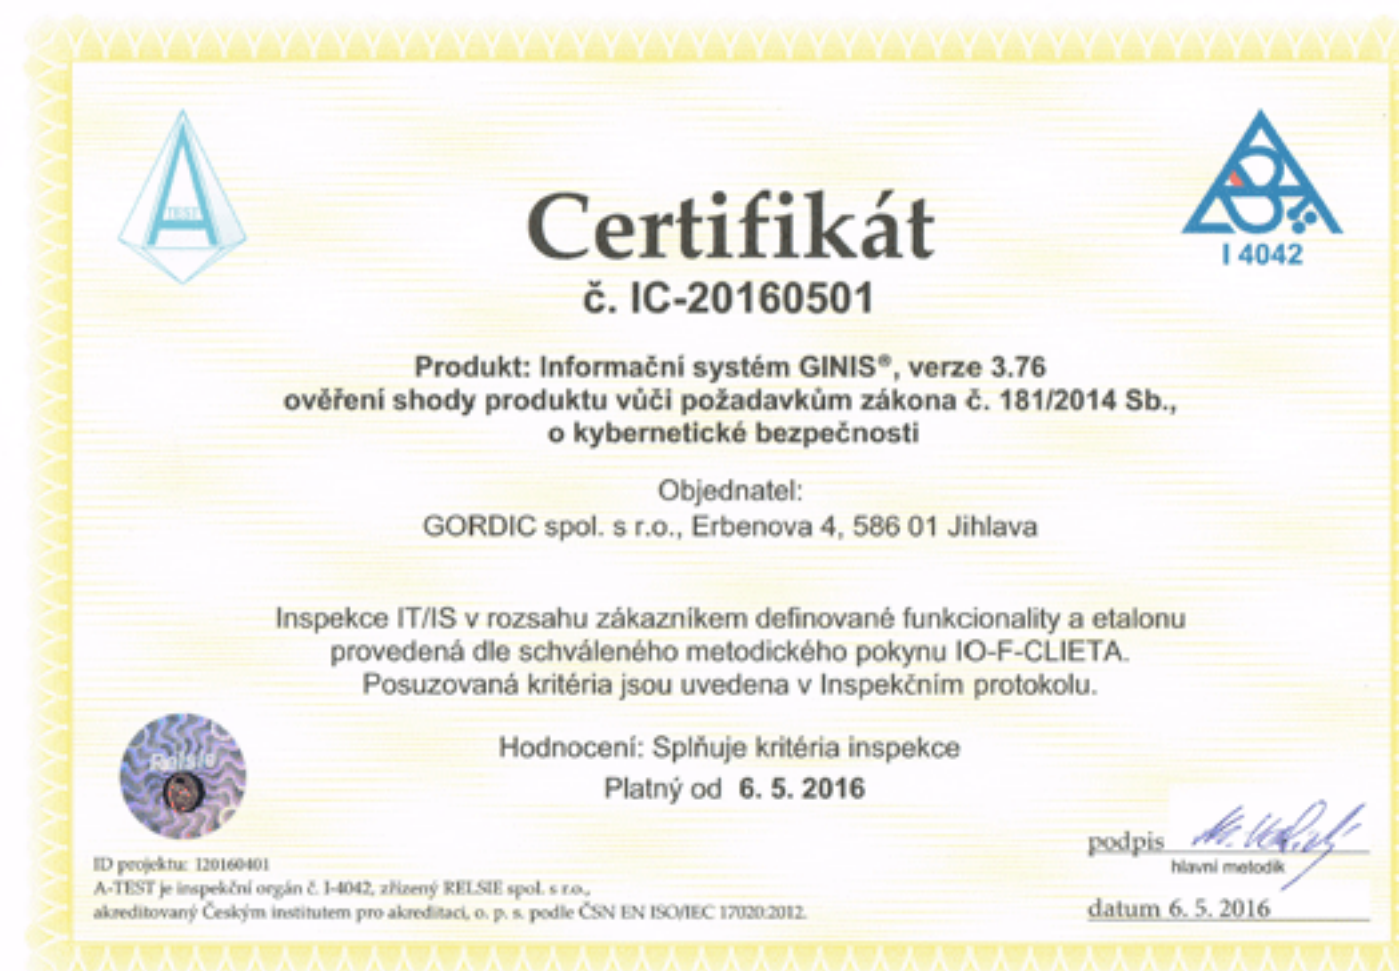 A
TEST
I 4042
Certifikát
č. IC-20160501
Produkt: Informační systém GINIS®, verze 3.76
ověření shody produktu vůči požadavkům zákona č. 181/2014 Sb.,
o kybernetické bezpečnosti
Objednatel:
GORDIC spol. s r.o., Erbenova 4, 586 01 Jihlava
Inspekce IT/IS v rozsahu zákazníkem definované funkcionality a etalonu
provedená dle schváleného metodického pokynu IO-F-CLIETA.
Posuzovaná kritéria jsou uvedena v Inspekčním protokolu.
Hodnocení: Splňuje kritéria inspekce
Platný od 6. 5. 2016
Relsie
podpis
hlavní metodik
datum 6. 5. 2016
ID projektu: 120160401
A-TEST je inspekční orgán č. I-4042, zřízený RELSIE spol. s r.o.,
akreditovaný Českým institutem pro akreditaci, o. p. s. podle ČSN EN ISO/IEC 17020:2012.